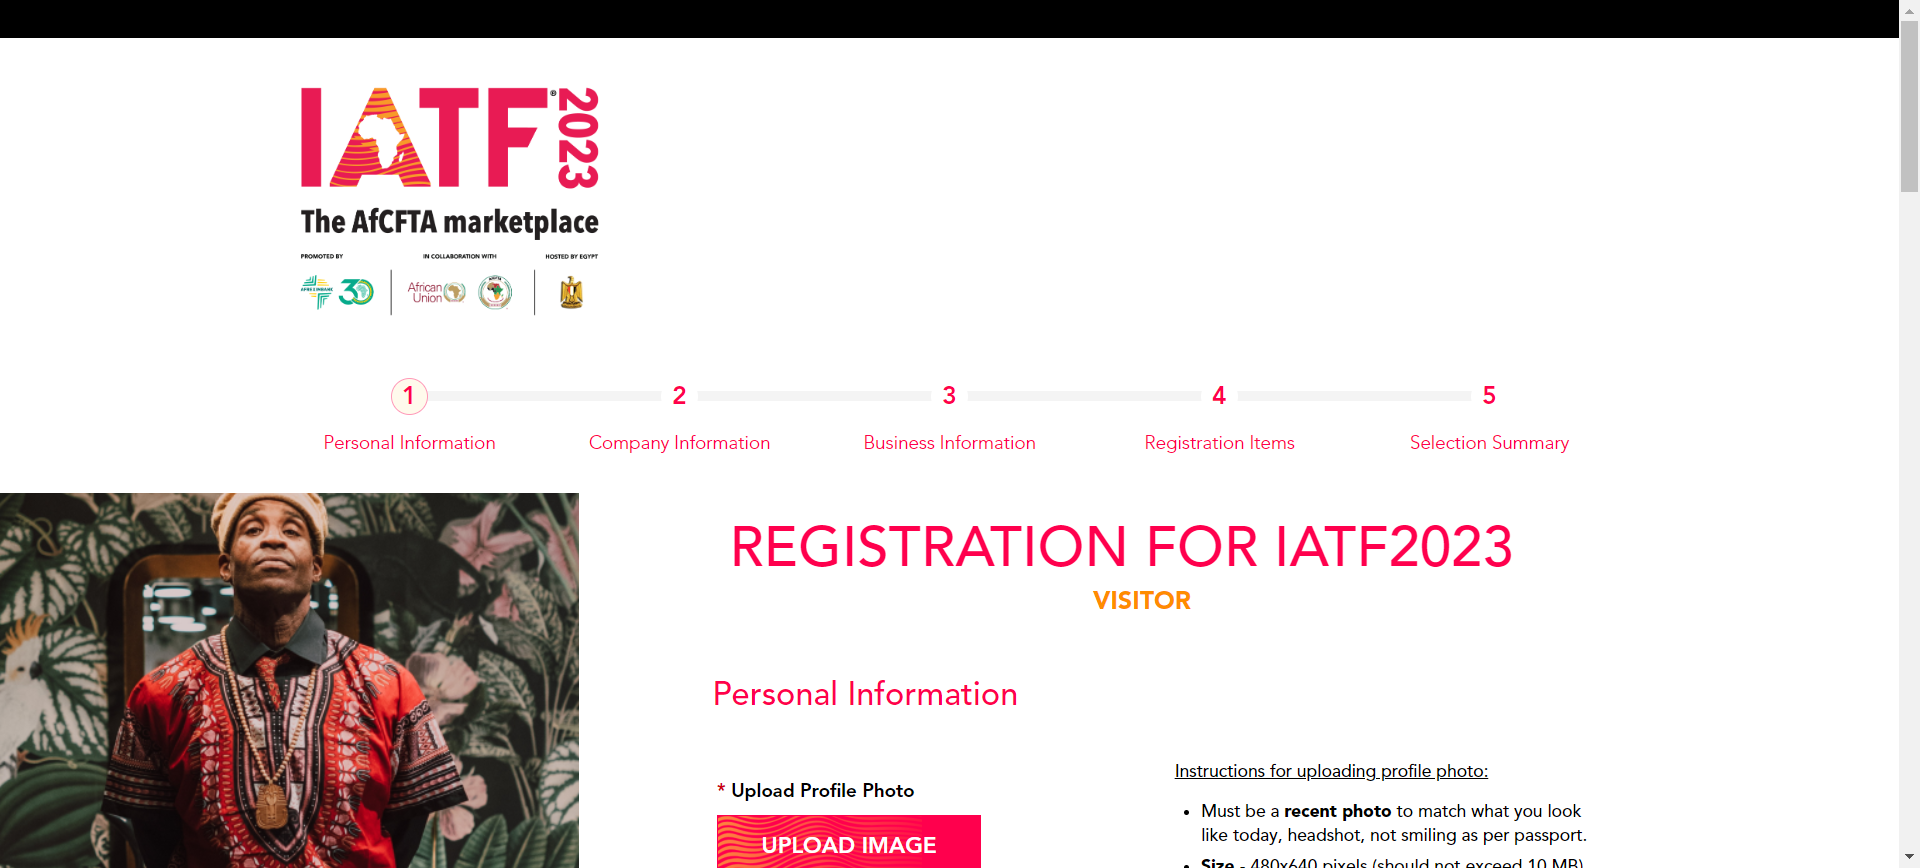 IATF® 2023
The AfCFTA marketplace
PROMOTED BY
IN COLLABORATION WITH
HOSTED BY EGYPT
AFREXIMBANK
30
African
Union
1
2
3
4
5
Personal Information
Company Information
Business Information
Registration Items
Selection Summary
REGISTRATION FOR IATF2023
VISITOR
Personal Information
* Upload Profile Photo
UPLOAD IMAGE
Instructions for uploading profile photo:
• Must be a recent photo to match what you look
like today, headshot, not smiling as per passport.
• Size - 480x640 pixels (should not exceed 10 MB)